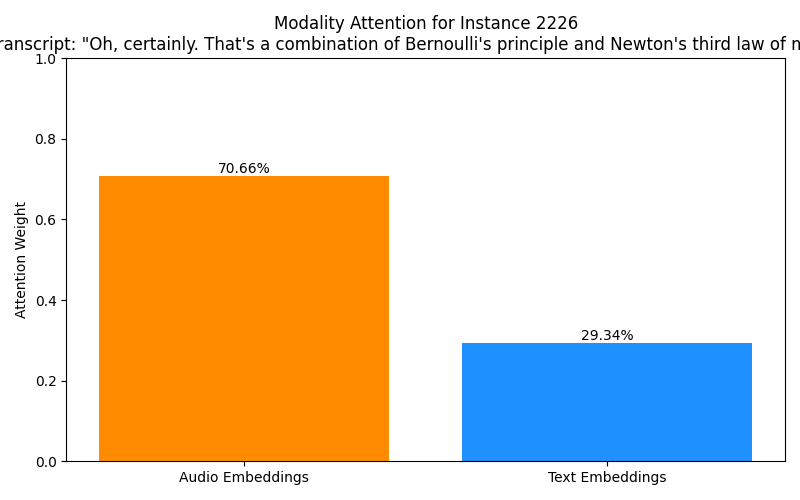 Modality Attention for Instance 2226
ranscript: "Oh, certainly. That's a combination of Bernoulli's principle and Newton's third law of
1.0
0.8
0.6
0.4
0.2
0.0
Attention Weight
70.66%
29.34%
Audio Embeddings
Text Embeddings